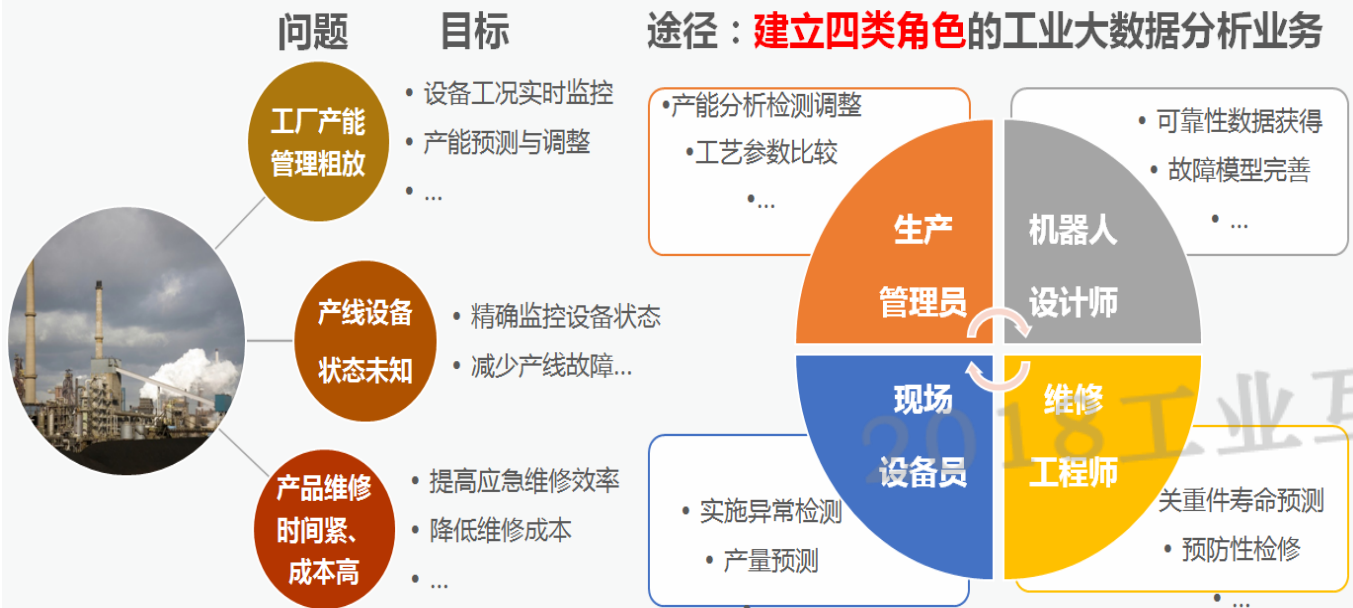 问题
目标
途径：建立四类角色的工业大数据分析业务
工厂产能
管理粗放
• 设备工况实时监控
• 产能预测与调整
• ...
产线设备
状态未知
• 精确监控设备状态
• 减少产线故障...
产品维修
时间紧、
成本高
• 提高应急维修效率
• 降低维修成本
• ...
•产能分析检测调整
•工艺参数比较
•...
• 可靠性数据获得
• 故障模型完善
• ...
生产
管理员
机器人
设计师
现场
设备员
维修
工程师
• 实施异常检测
• 产量预测
关重件寿命预测
• 预防性检修
• ...
2018工业互